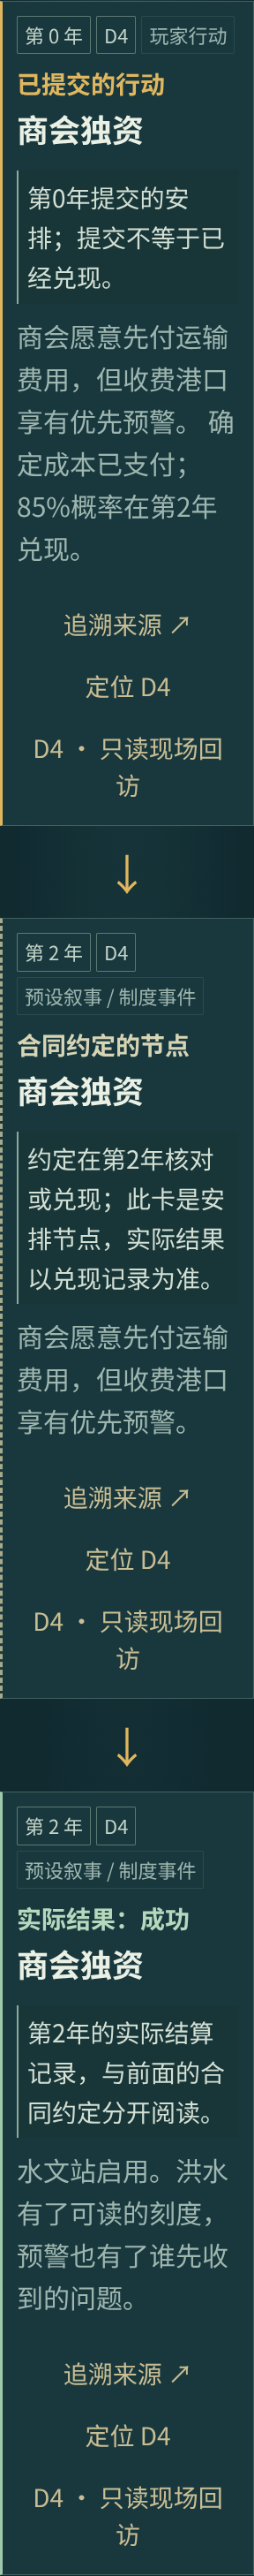 第 0 年 D4 玩家行动
已提交的行动
商会独资
第0年提交的安
排；提交不等于已
经兑现。
商会愿意先付运输
费用，但收费港口
享有优先预警。 确
定成本已支付；
85%概率在第2年
兑现。
追溯来源 ↗
定位 D4
D4 · 只读现场回
访
↓
第 2 年 D4
预设叙事 / 制度事件
合同约定的节点
商会独资
约定在第2年核对
或兑现；此卡是安
排节点，实际结果
以兑现记录为准。
商会愿意先付运输
费用，但收费港口
享有优先预警。
追溯来源 ↗
定位 D4
D4 · 只读现场回
访
↓
第 2 年 D4
预设叙事 / 制度事件
实际结果：成功
商会独资
第2年的实际结算
记录，与前面的合
同约定分开阅读。
水文站启用。洪水
有了可读的刻度，
预警也有了谁先收
到的问题。
追溯来源 ↗
定位 D4
D4 · 只读现场回
访